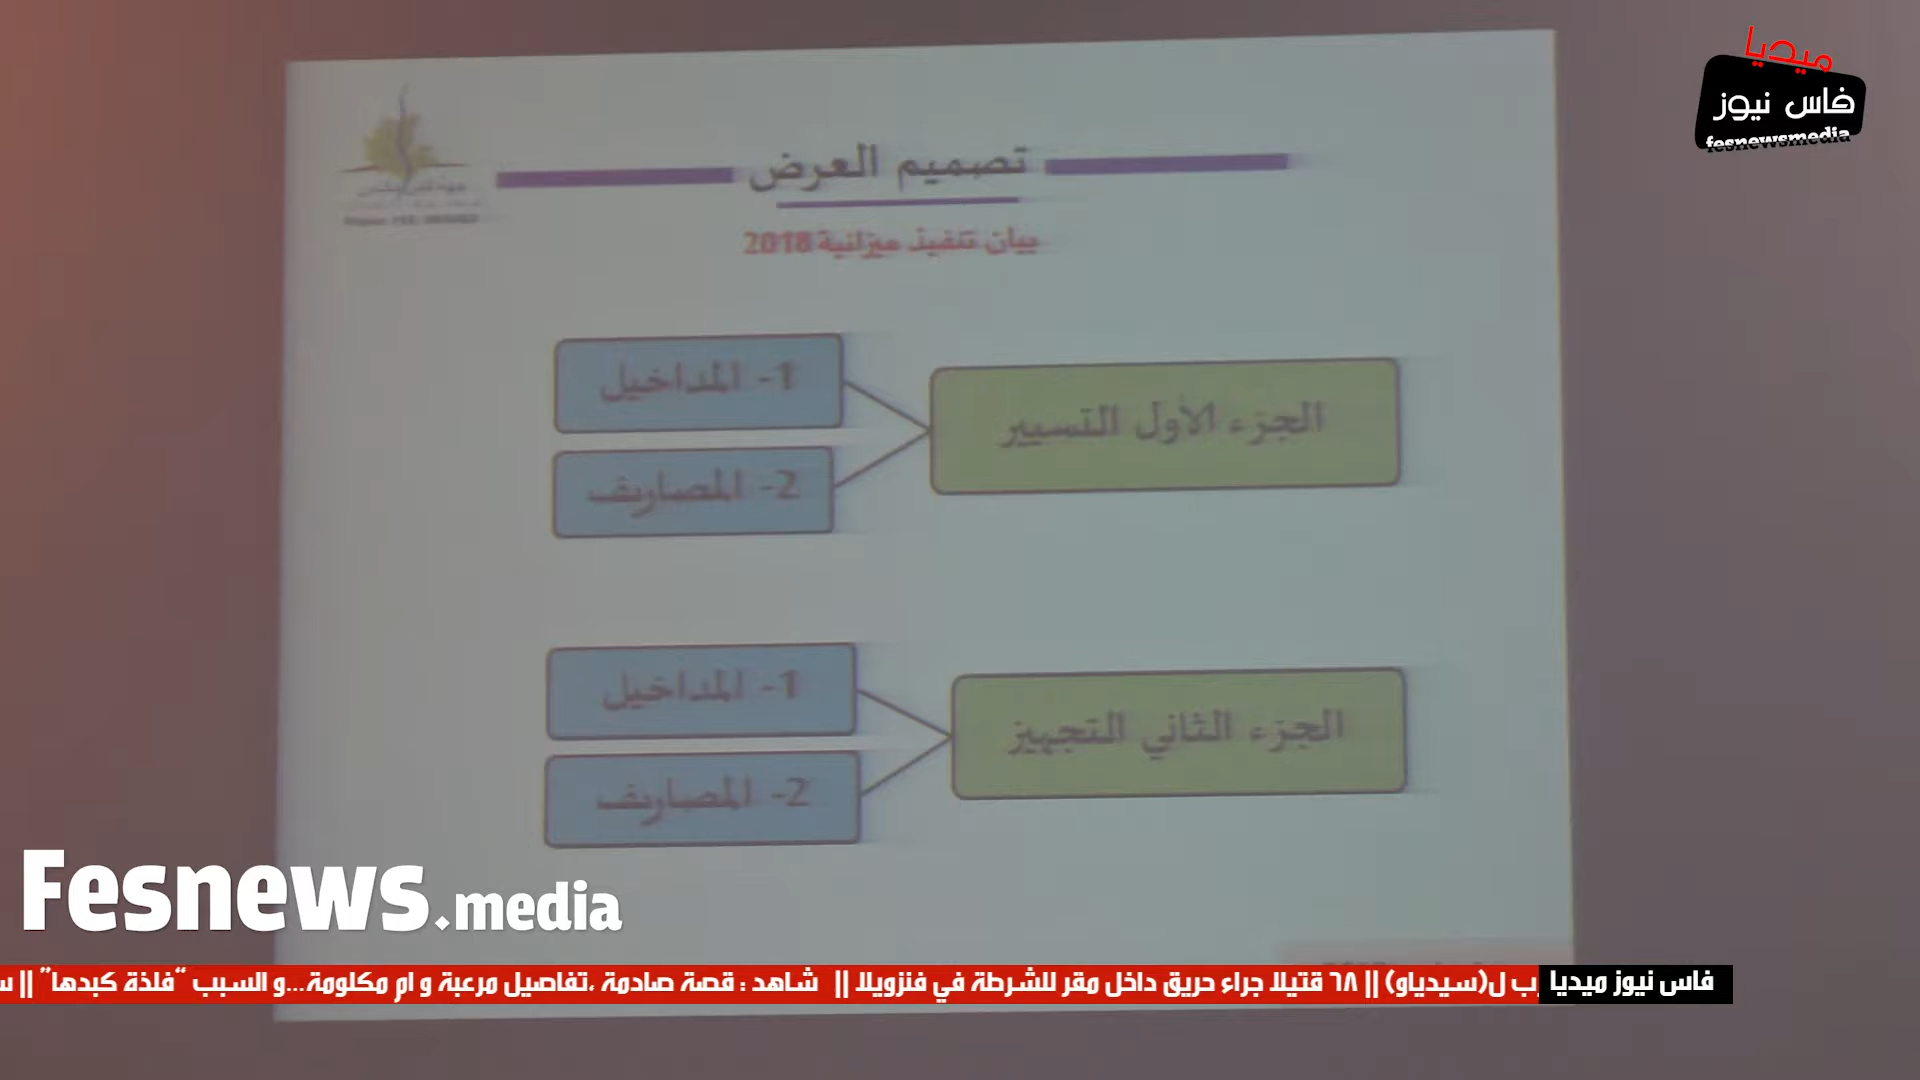 ميديا
فاس نيوز
fesnewsmedia
تصميم العرض
بيان تنفيذ ميزانية 2018
الجزء الأول التسيير
1- المداخيل
2- المصاريف
الجزء الثاني التجهيز
1- المداخيل
2- المصاريف
Fesnews.media
فاس نيوز ميديا
ب ل(سيدياو) || ٦٨ قتيلا جراء حريق داخل مقر للشرطة في فنزويلا || شاهد : قصة صادمة ،تفاصيل مرعبة و ام مكلومة...و السبب “فلذة كبدها” ||